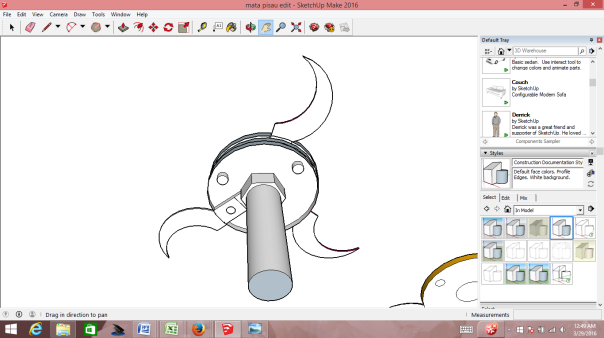 mata pisau edit - SketchUp Make 2016
File Edit View Camera Draw Tools Window Help
Default Tray
3D Warehouse
Basic sedan. Use interact tool to
change colors and animate parts.
Couch
by SketchUp
Configurable Modern Sofa
Derrick
by SketchUp
Derrick was a great friend and
supporter of SketchUp. He loved ...
Components Sampler
Styles
Construction Documentation Sty
Default face colors. Profile
Edges. White background.
Select Edit Mix
In Model
Drag in direction to pan
Measurements
12:49 AM
5/29/2016